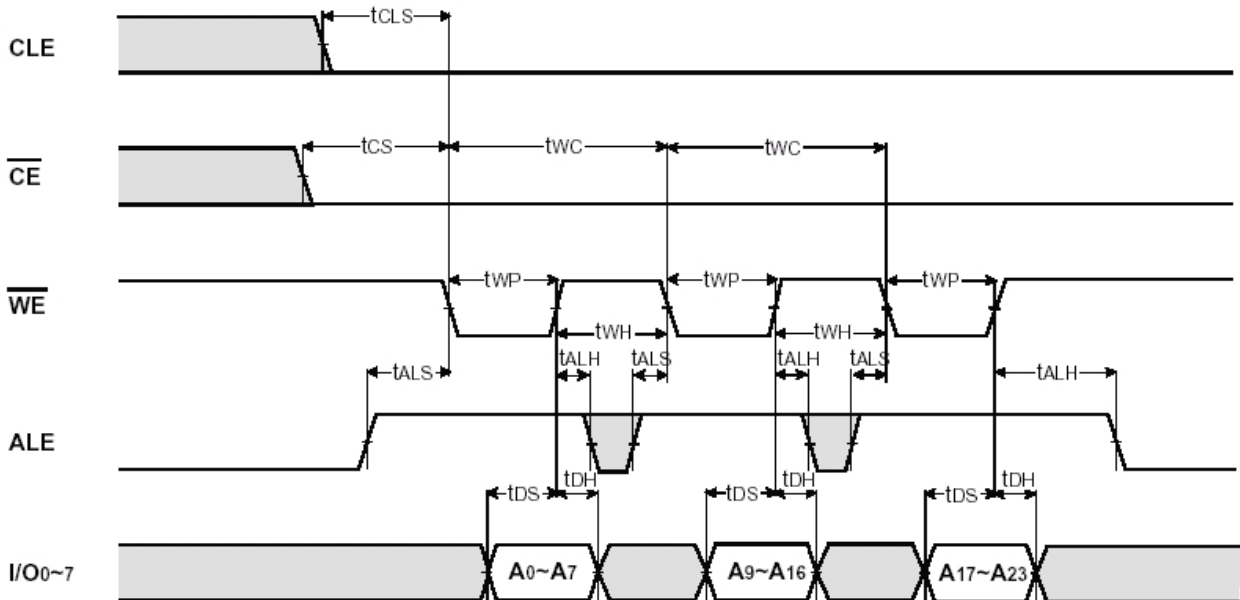 CLE tCLS
CE tCS tWC tWC
WE tWP tWP tWP
tWH tWH
tALS tALH tALS tALH tALS tALH
ALE
tDS tDH tDS tDH tDS tDH
I/O0~7 A0~A7 A9~A16 A17~A23